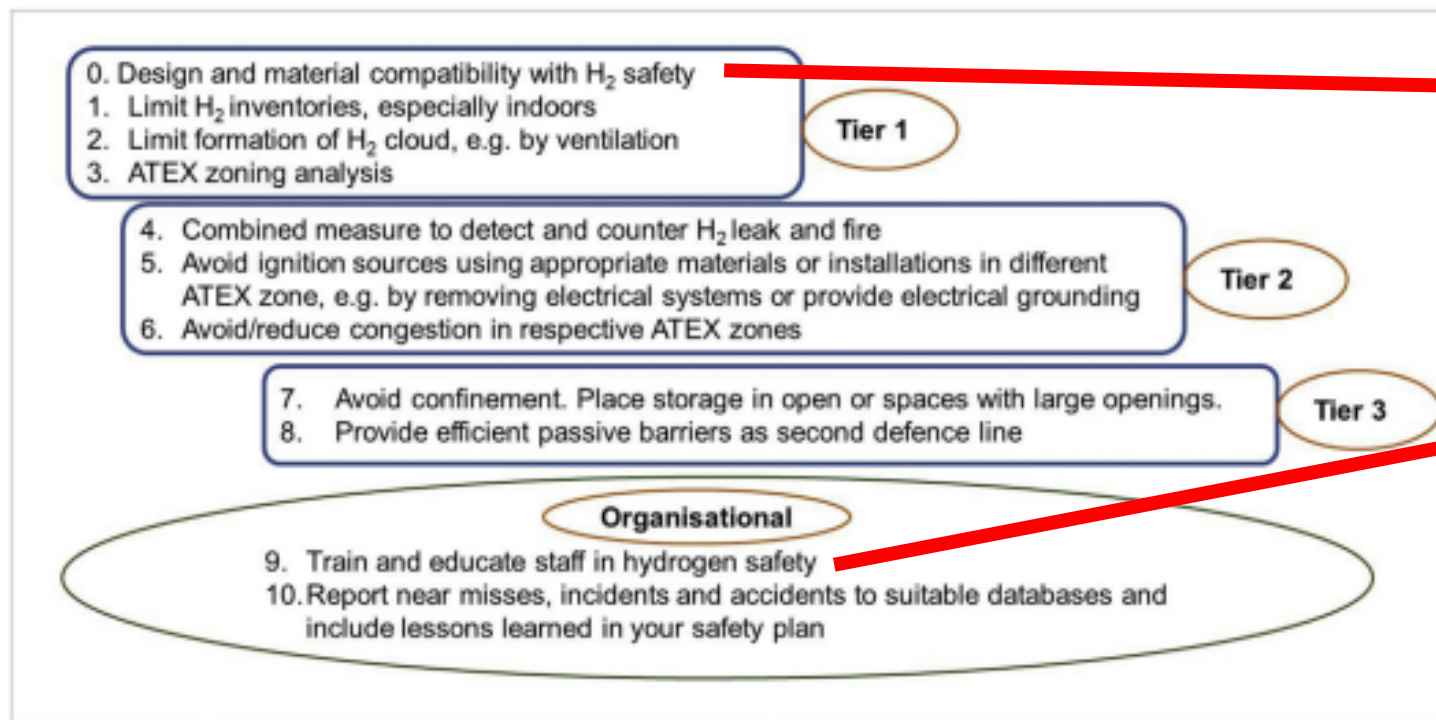 0. Design and material compatibility with H₂ safety
1. Limit H₂ inventories, especially indoors
2. Limit formation of H₂ cloud, e.g. by ventilation
3. ATEX zoning analysis
Tier 1
4. Combined measure to detect and counter H₂ leak and fire
5. Avoid ignition sources using appropriate materials or installations in different
ATEX zone, e.g. by removing electrical systems or provide electrical grounding
6. Avoid/reduce congestion in respective ATEX zones
Tier 2
7. Avoid confinement. Place storage in open or spaces with large openings.
8. Provide efficient passive barriers as second defence line
Tier 3
Organisational
9. Train and educate staff in hydrogen safety
10. Report near misses, incidents and accidents to suitable databases and
include lessons learned in your safety plan